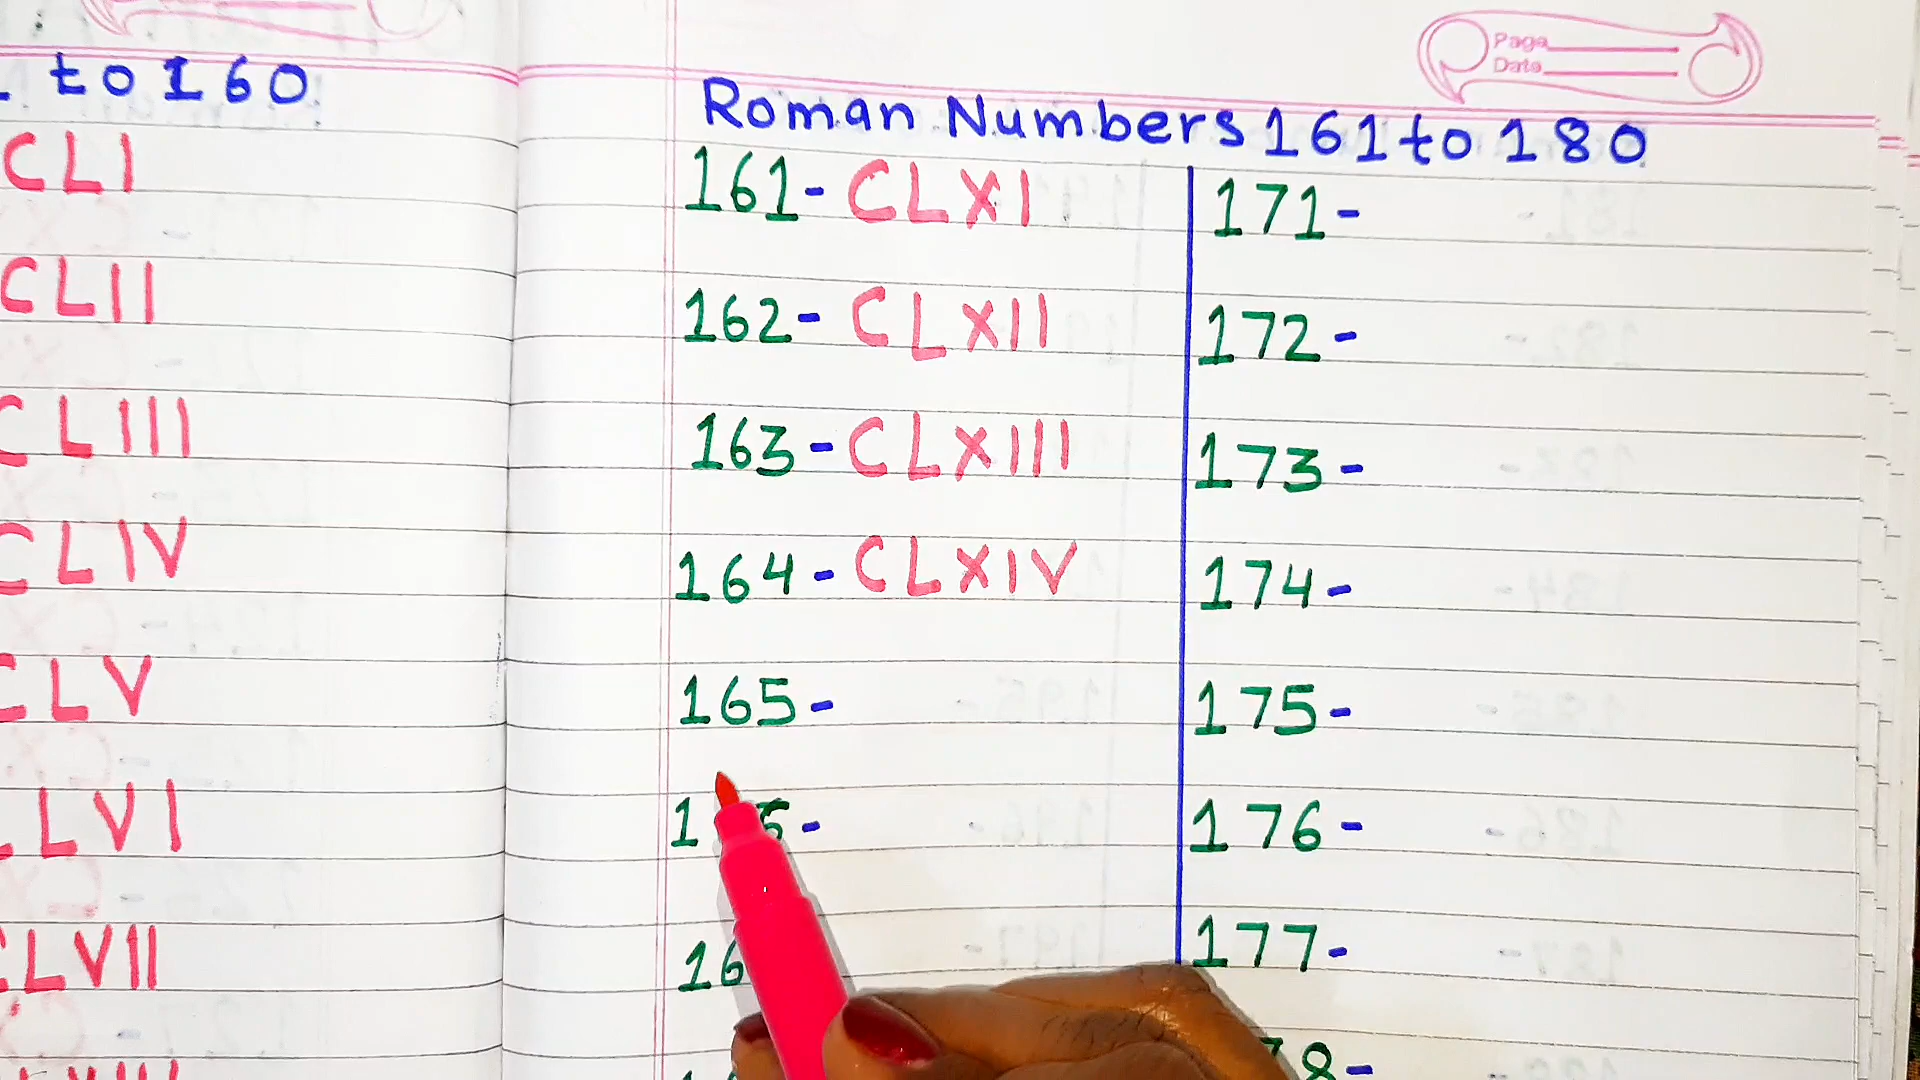 to 160
CLI
CLII
CLIII
CLIV
CLV
CLVI
CLVII
Page
Date
Roman Numbers 161 to 180
161- CLXI
162- CLXII
163- CLXIII
164- CLXIV
165-
171-
172-
173-
174-
175-
176-
177-